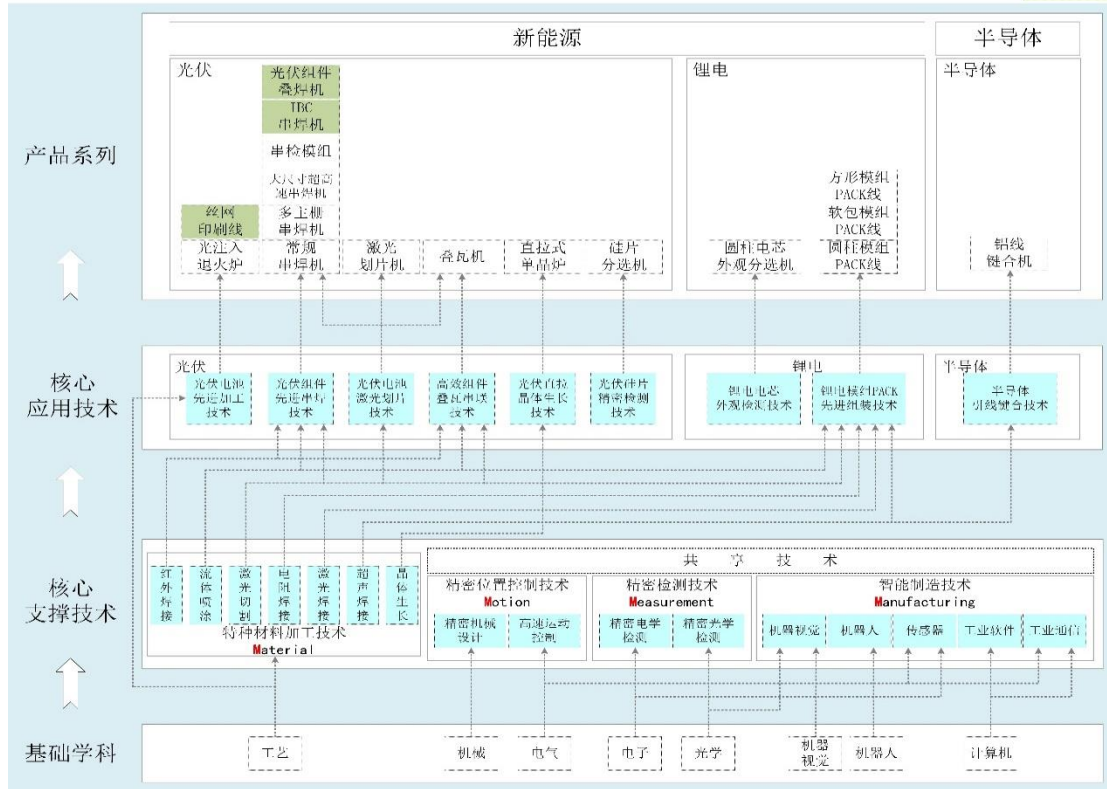 新能源
半导体
光伏
锂电
半导体
产品系列
光伏组件
叠焊机
IBC
串焊机
串检模组
大尺寸超高
速串焊机
丝网
印刷线
多主栅
串焊机
光注入
退火炉
常规
串焊机
激光
划片机
叠瓦机
直拉式
单晶炉
硅片
分选机
圆柱电芯
外观分选机
方形模组
PACK线
软包模组
PACK线
圆柱模组
PACK线
铝线
键合机
核心
应用技术
光伏
锂电
半导体
光伏电池
先进加工
技术
光伏组件
先进串焊
技术
光伏电池
激光划片
技术
高效组件
叠瓦串联
技术
光伏直拉
晶体生长
技术
光伏硅片
精密检测
技术
锂电电芯
外观检测技术
锂电模组PACK
先进组装技术
半导体
引线键合技术
核心
支撑技术
红外焊接
流体喷涂
激光切割
电阻焊接
激光焊接
超声焊接
晶体生长
特种材料加工技术
Material
共享技术
精密位置控制技术
Motion
精密机械
设计
高速运动
控制
精密检测技术
Measurement
精密电学
检测
精密光学
检测
智能制造技术
Manufacturing
机器视觉
机器人
传感器
工业软件
工业通信
基础学科
工艺
机械
电气
电子
光学
机器
视觉
机器人
计算机